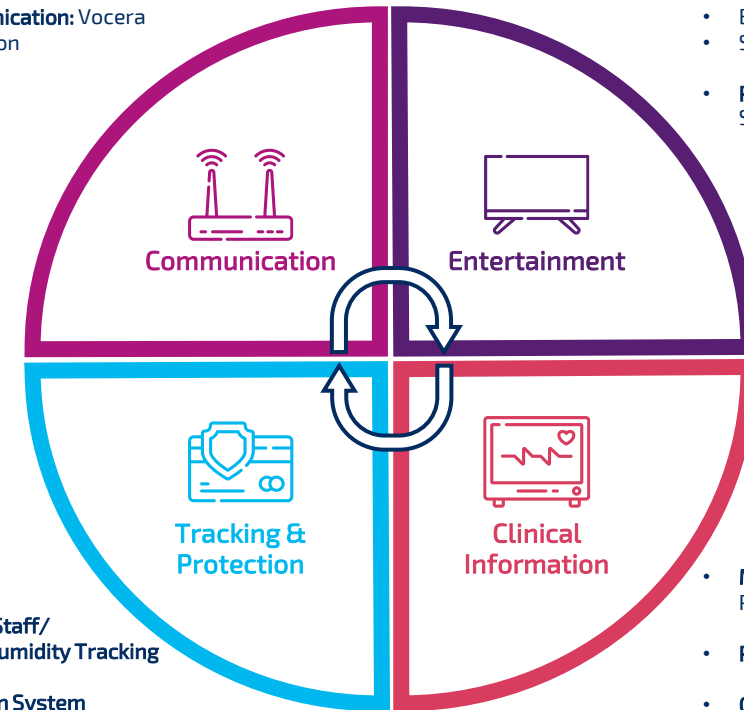 nication: Vocera
on
Communication
Entertainment
Tracking &
Protection
Clinical
Information
Staff/
umidity Tracking
n System